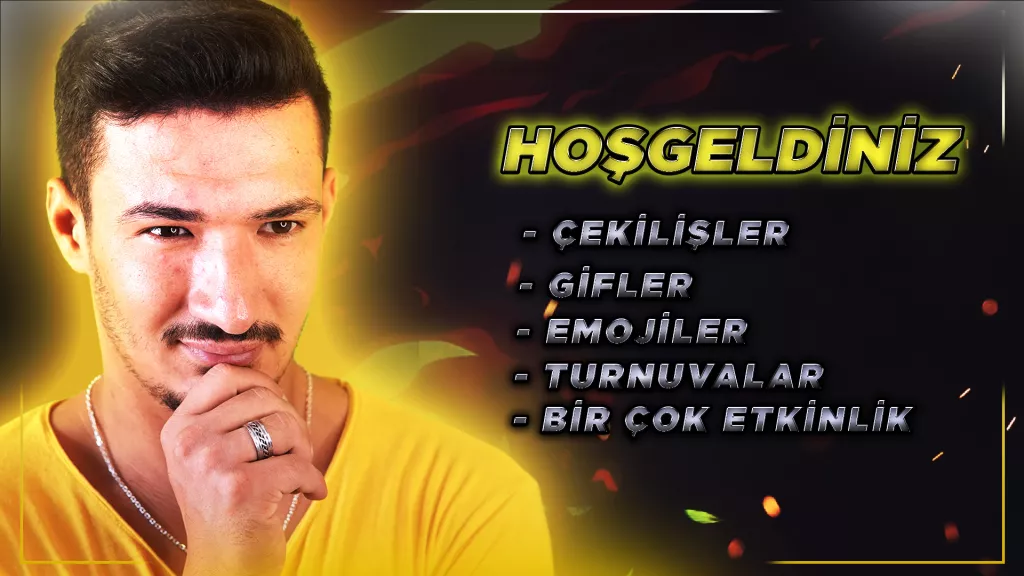 HOŞGELDİNİZ
- ÇEKİLİŞLER
- GİFLER
- EMOJİLER
- TURNUVALAR
- BİR ÇOK ETKİNLİK